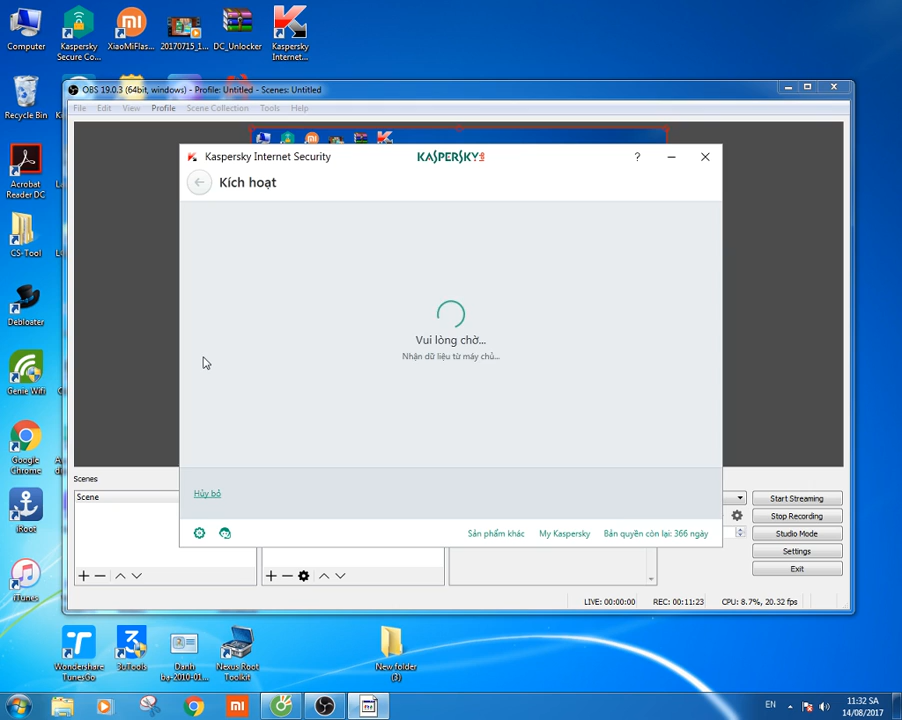 Computer
Kaspersky Secure Co...
XiaoMiFlas...
20170715_1...
DC_Unlocker
Kaspersky Internet...
Recycle Bin
OBS 19.0.3 (64bit, windows) - Profile: Untitled - Scenes: Untitled
File Edit View Profile Scene Collection Tools Help
Kaspersky Internet Security
KASPERSKY
?
Kích hoạt
Acrobat Reader DC
CS-Tool
Debloater
Vui lòng chờ...
Nhận dữ liệu từ máy chủ...
Genie Wifi
Google Chrome
iRoot
iTunes
Scenes
Scene
Hủy bỏ
Sản phẩm khác
My Kaspersky
Bản quyền còn lại: 366 ngày
Start Streaming
Stop Recording
Studio Mode
Settings
Exit
LIVE: 00:00:00
REC: 00:11:23
CPU: 8.7%, 20.32 fps
Wondershare TunesGo
3uTools
Danh bạ-2010-01...
Nexus Root Toolkit
New folder (3)
EN
11:32 SA
14/08/2017